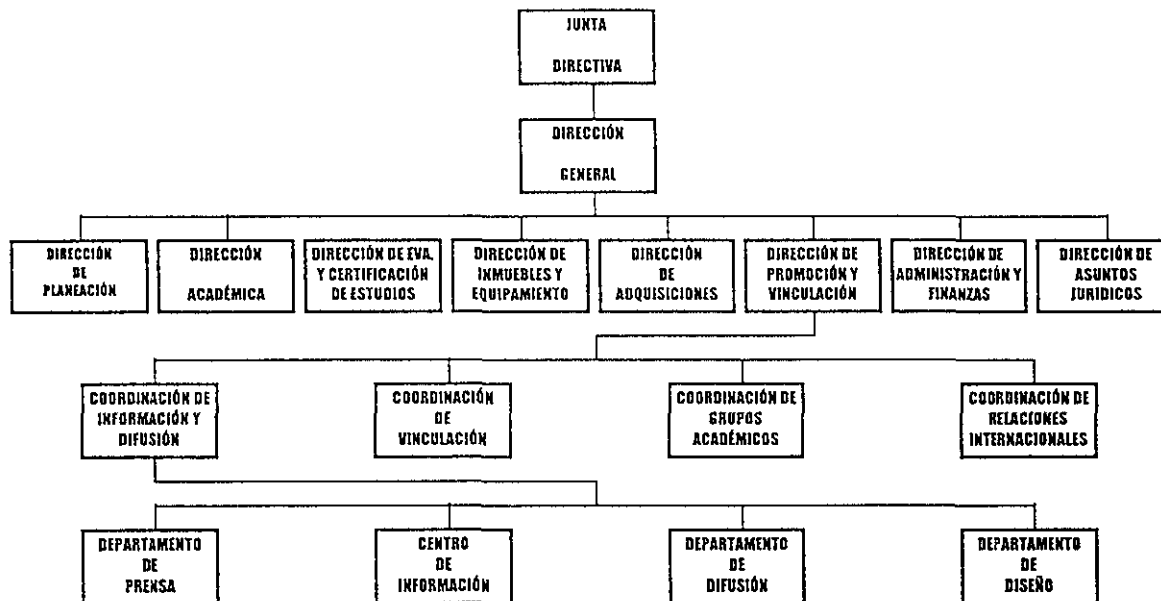 JUNTA
DIRECTIVA
DIRECCIÓN
GENERAL
DIRECCIÓN
DE
PLANEACIÓN
DIRECCIÓN
ACADÉMICA
DIRECCIÓN DE EVA.
Y CERTIFICACIÓN
DE ESTUDIOS
DIRECCIÓN DE
INMUEBLES Y
EQUIPAMIENTO
DIRECCIÓN
DE
ADQUISICIONES
DIRECCIÓN DE
PROMOCIÓN Y
VINCULACIÓN
DIRECCIÓN DE
ADMINISTRACIÓN Y
FINANZAS
DIRECCIÓN DE
ASUNTOS
JURIDICOS
COORDINACIÓN DE
INFORMACIÓN Y
DIFUSIÓN
COORDINACIÓN
DE
VINCULACIÓN
COORDINACIÓN DE
GRUPOS
ACADÉMICOS
COORDINACIÓN DE
RELACIONES
INTERNACIONALES
DEPARTAMENTO
DE
PRENSA
CENTRO
DE
INFORMACIÓN
DEPARTAMENTO
DE
DIFUSIÓN
DEPARTAMENTO
DE
DISEÑO